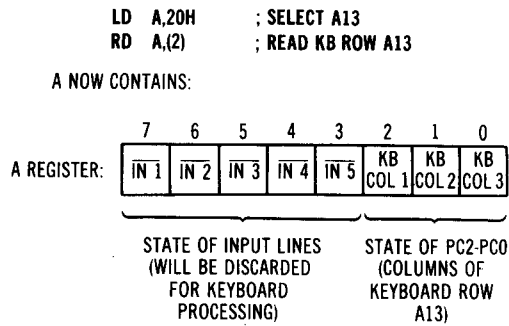 LD A,20H ; SELECT A13
RD A,(2) ; READ KB ROW A13
A NOW CONTAINS:
7 6 5 4 3 2 1 0
A REGISTER: IN 1 IN 2 IN 3 IN 4 IN 5 KB COL 1 KB COL 2 KB COL 3
STATE OF INPUT LINES
(WILL BE DISCARDED
FOR KEYBOARD
PROCESSING)
STATE OF PC2-PC0
(COLUMNS OF
KEYBOARD ROW
A13)